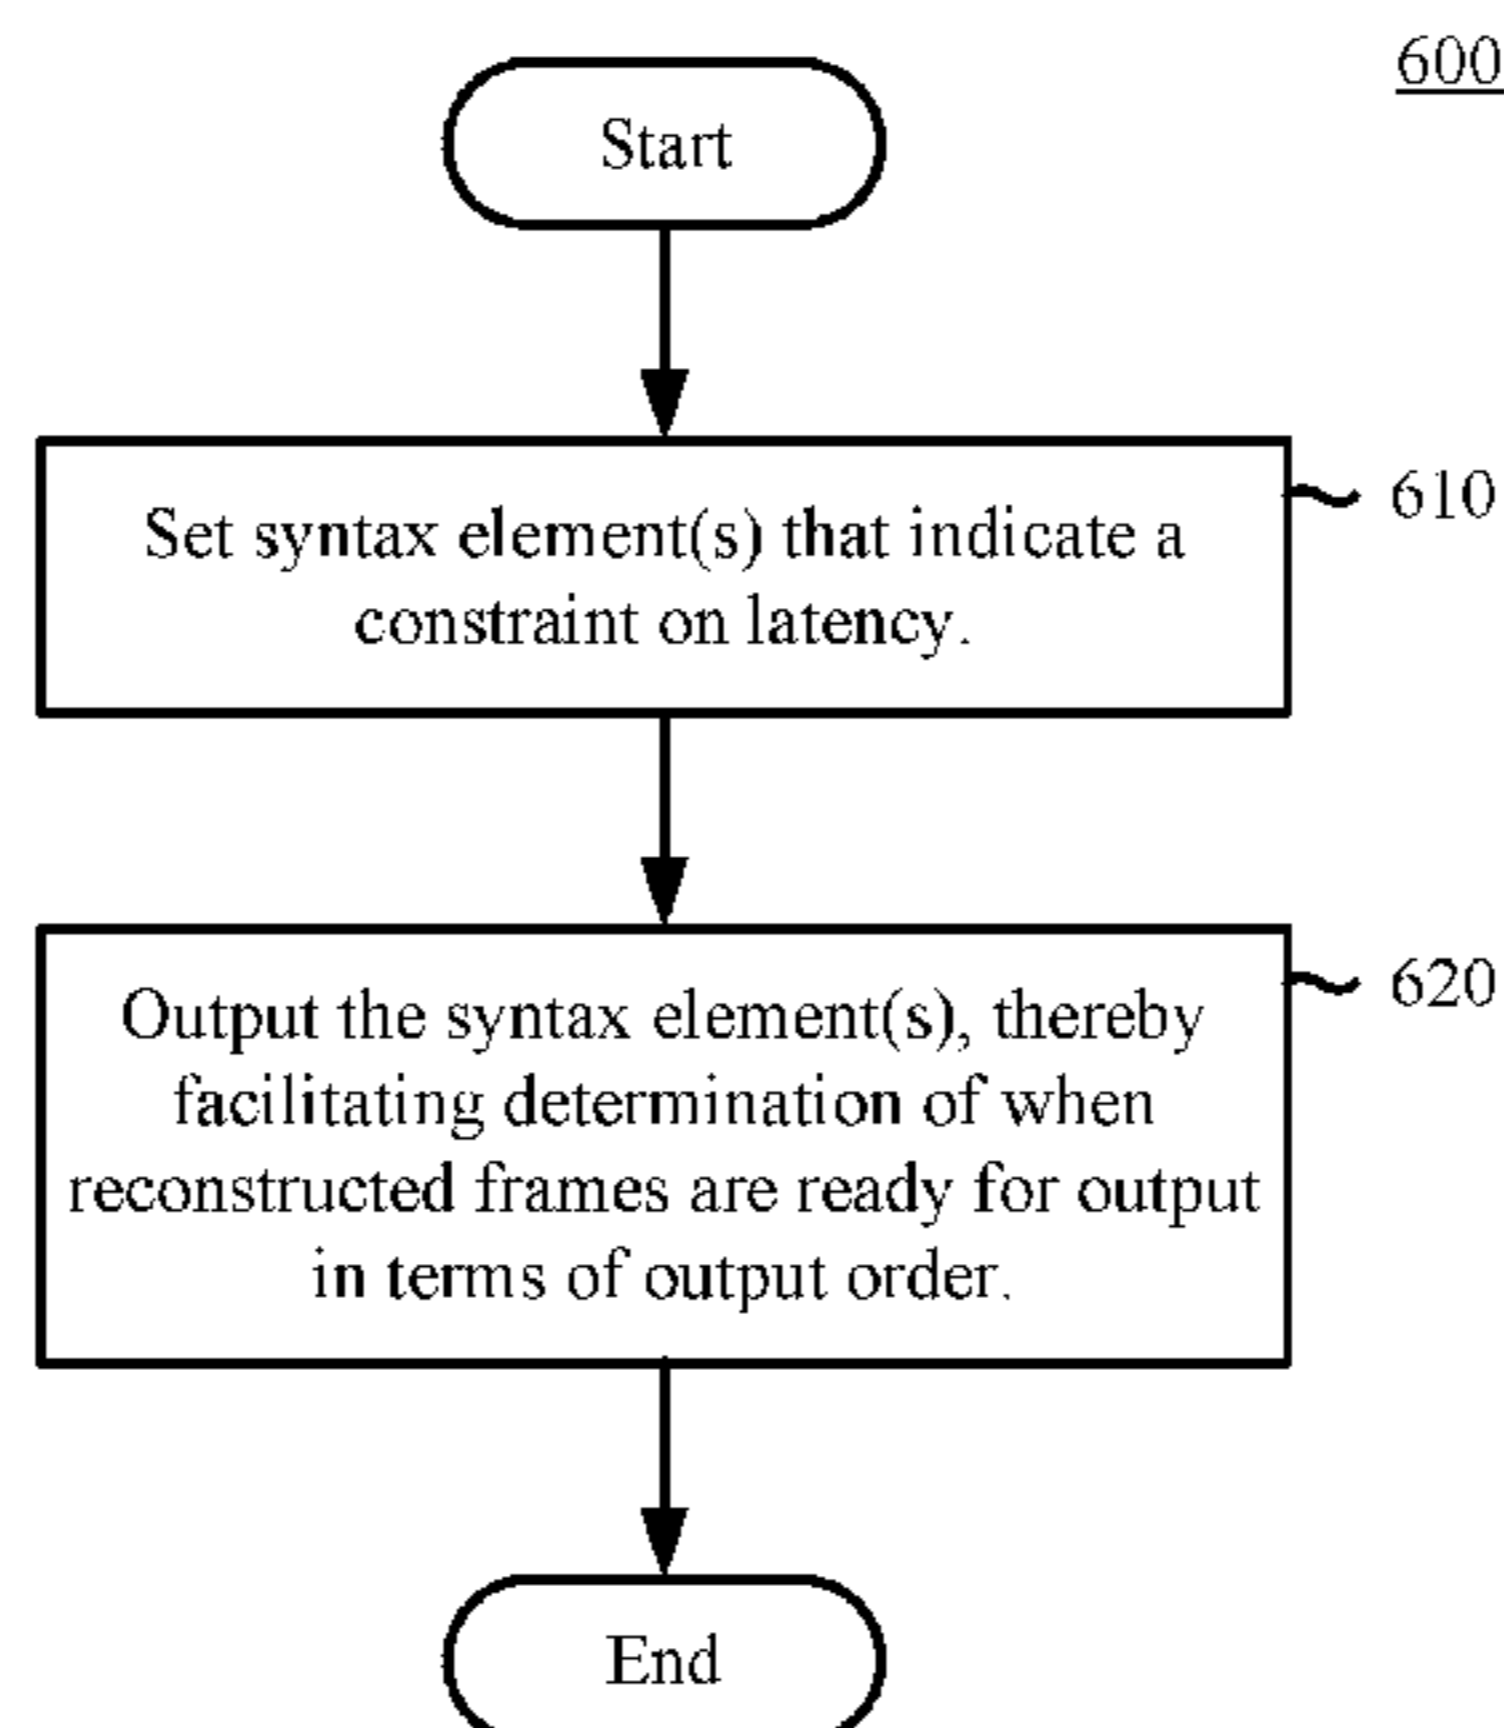 600
Start
Set syntax element(s) that indicate a
constraint on latency.
610
Output the syntax element(s), thereby
facilitating determination of when
reconstructed frames are ready for output
in terms of output order.
620
End